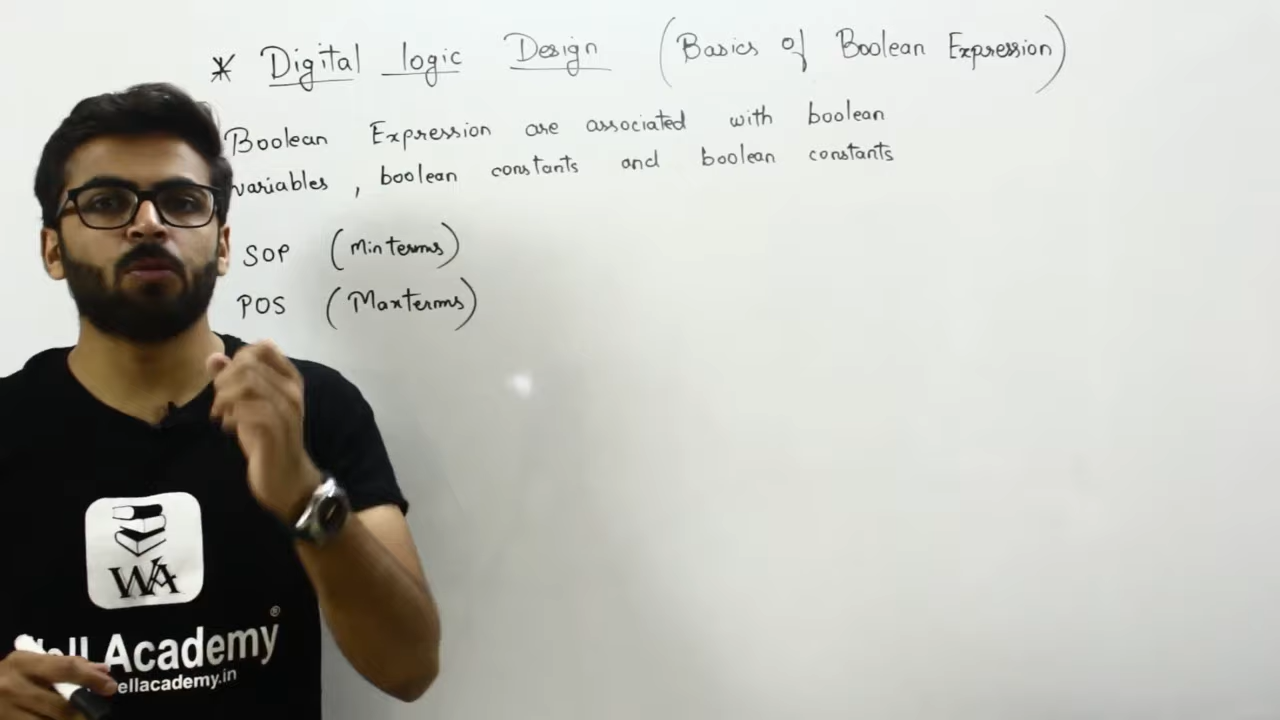 * Digital logic Design (Basics of Boolean Expression)
Boolean Expression are associated with boolean
variables, boolean constants and boolean constants
SOP (Minterms)
POS (Maxterms)
WA
Academy®
ellacademy.in